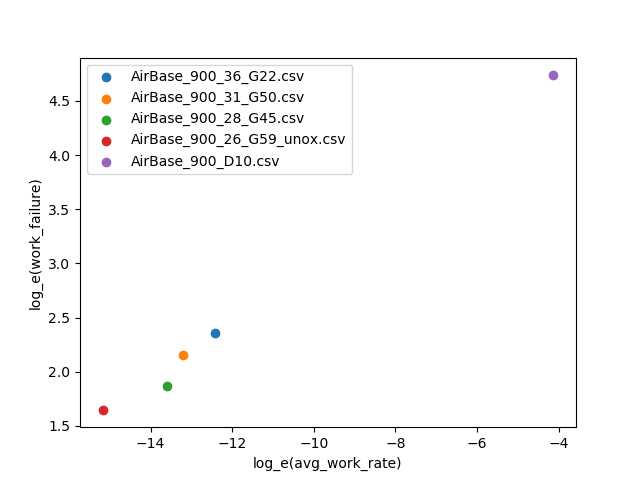 AirBase_900_36_G22.csv
AirBase_900_31_G50.csv
AirBase_900_28_G45.csv
AirBase_900_26_G59_unox.csv
AirBase_900_D10.csv
4.5
4.0
3.5
3.0
2.5
2.0
1.5
log_e(work_failure)
−14 −12 −10 −8 −6 −4
log_e(avg_work_rate)